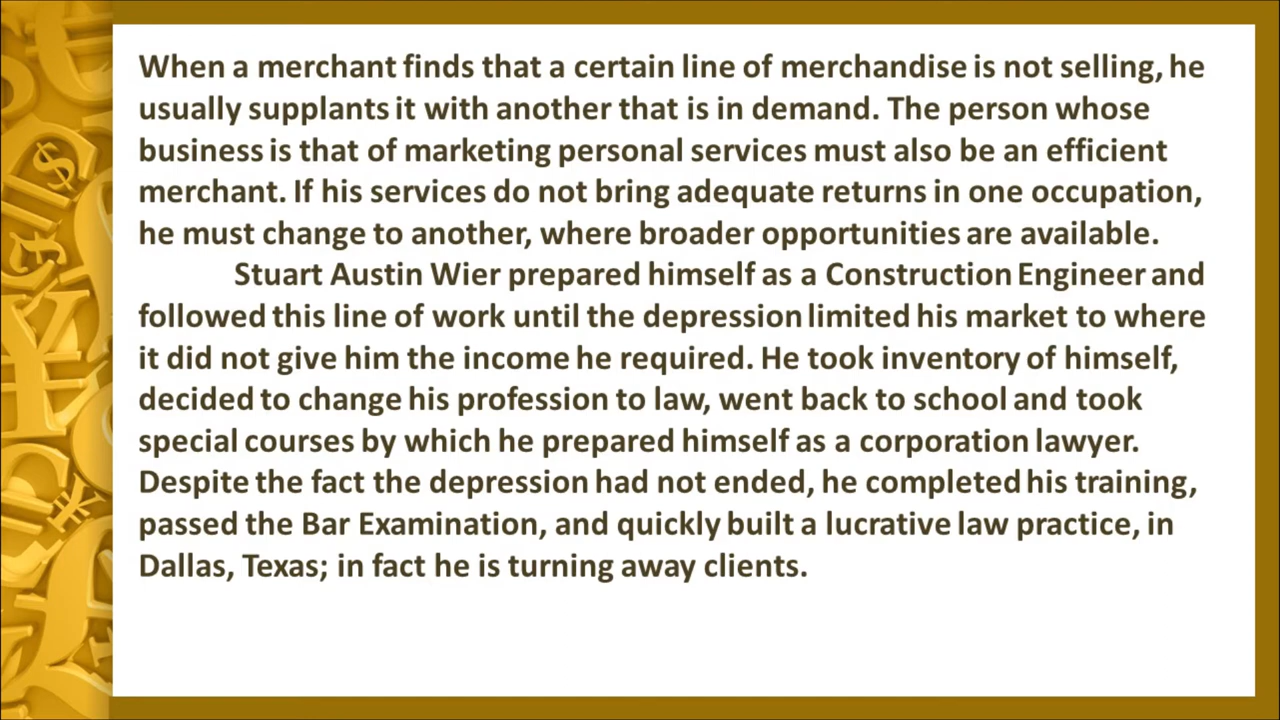 When a merchant finds that a certain line of merchandise is not selling, he
usually supplants it with another that is in demand. The person whose
business is that of marketing personal services must also be an efficient
merchant. If his services do not bring adequate returns in one occupation,
he must change to another, where broader opportunities are available.
Stuart Austin Wier prepared himself as a Construction Engineer and
followed this line of work until the depression limited his market to where
it did not give him the income he required. He took inventory of himself,
decided to change his profession to law, went back to school and took
special courses by which he prepared himself as a corporation lawyer.
Despite the fact the depression had not ended, he completed his training,
passed the Bar Examination, and quickly built a lucrative law practice, in
Dallas, Texas; in fact he is turning away clients.